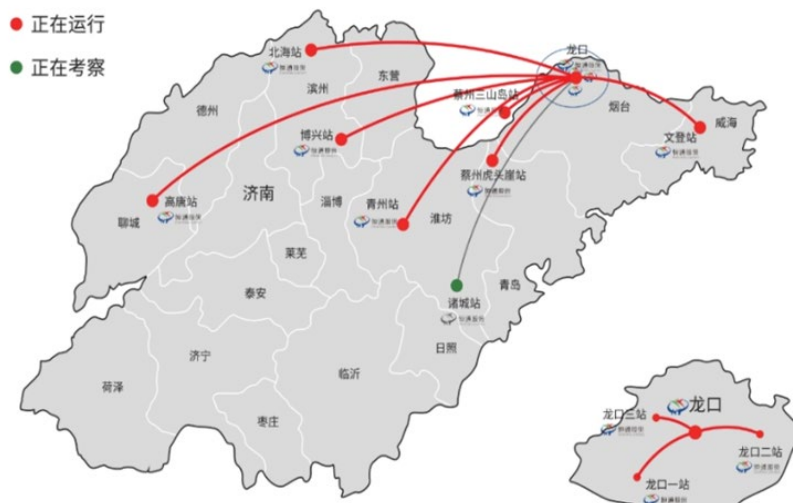 正在运行
正在考察
北海站
龙口
滨州
东营
德州
蔡州三山岛站
烟台
威海
文登站
博兴站
蔡州虎头崖站
济南
淄博
青州站
潍坊
高唐站
聊城
莱芜
青岛
泰安
诸城站
日照
济宁
临沂
荷泽
枣庄
龙口
龙口三站
龙口二站
龙口一站